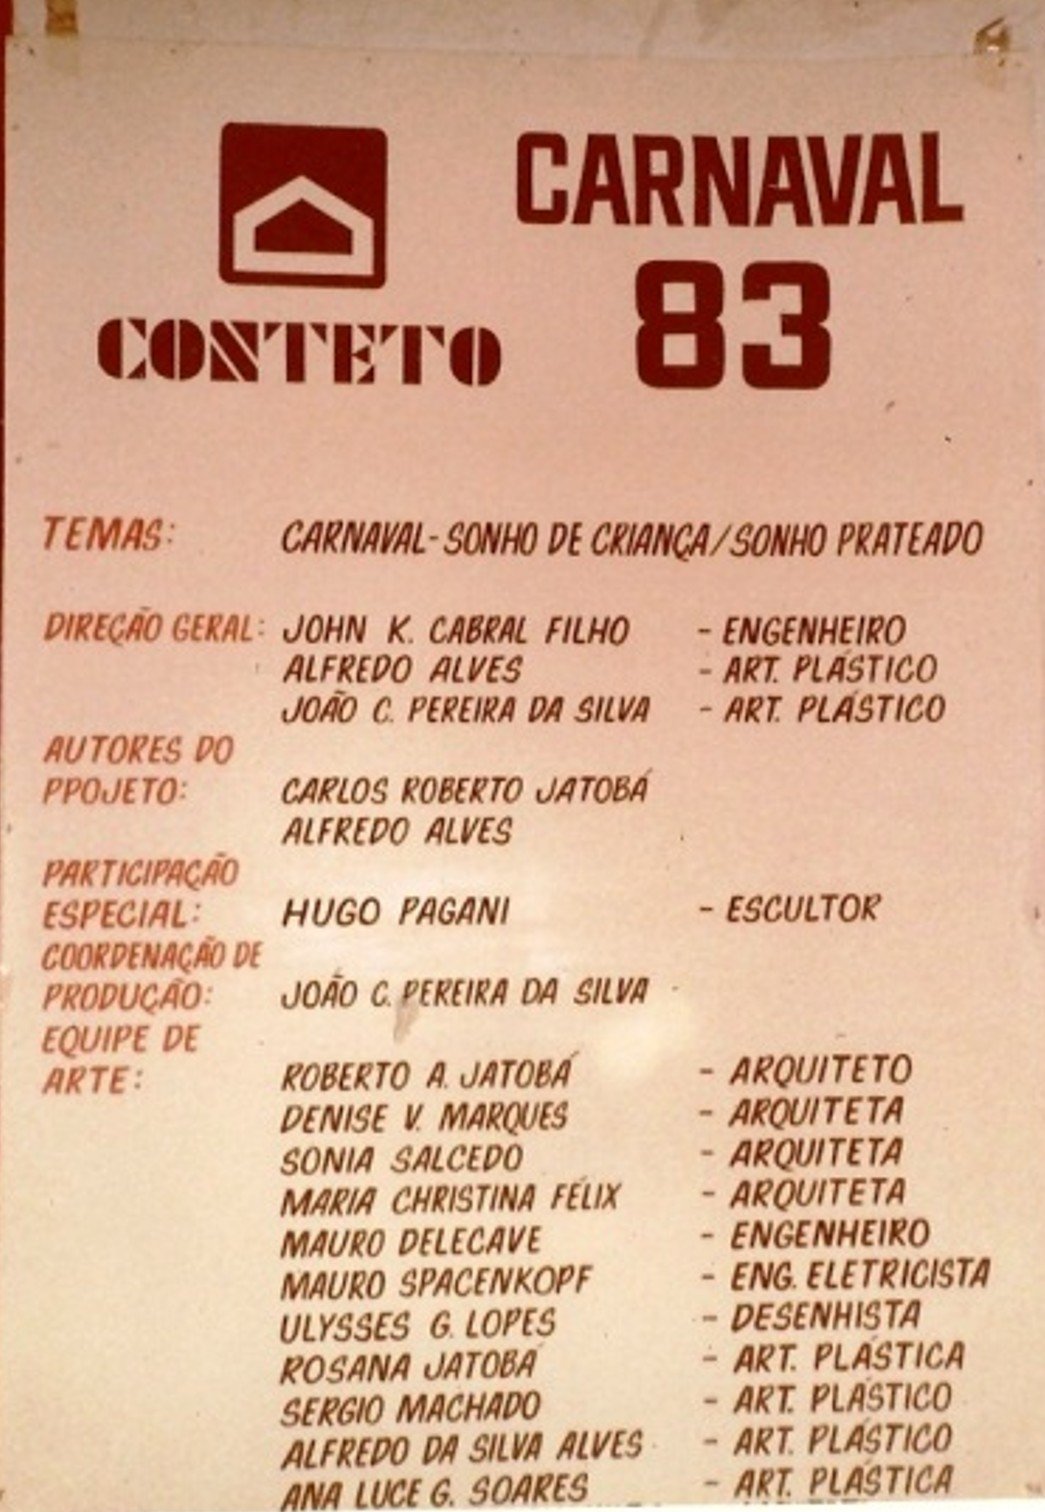 CARNAVAL
83
CONTETO
TEMAS: CARNAVAL-SONHO DE CRIANÇA/SONHO PRATEADO
DIREÇÃO GERAL: JOHN K. CABRAL FILHO - ENGENHEIRO
ALFREDO ALVES - ART. PLÁSTICO
JOÃO C. PEREIRA DA SILVA - ART. PLÁSTICO
AUTORES DO
PPOJETO: CARLOS ROBERTO JATOBÁ
ALFREDO ALVES
PARTICIPAÇÃO
ESPECIAL: HUGO PAGANI - ESCULTOR
COORDENAÇÃO DE
PRODUÇÃO: JOÃO C. PEREIRA DA SILVA
EQUIPE DE
ARTE: ROBERTO A. JATOBÁ - ARQUITETO
DENISE V. MARQUES - ARQUITETA
SONIA SALCEDO - ARQUITETA
MARIA CHRISTINA FÉLIX - ARQUITETA
MAURO DELECAVE - ENGENHEIRO
MAURO SPACENKOPF - ENG. ELETRICISTA
ULYSSES G. LOPES - DESENHISTA
ROSANA JATOBÁ - ART. PLÁSTICA
SERGIO MACHADO - ART. PLÁSTICO
ALFREDO DA SILVA ALVES - ART. PLÁSTICO
ANA LUCE G. SOARES - ART. PLÁSTICA